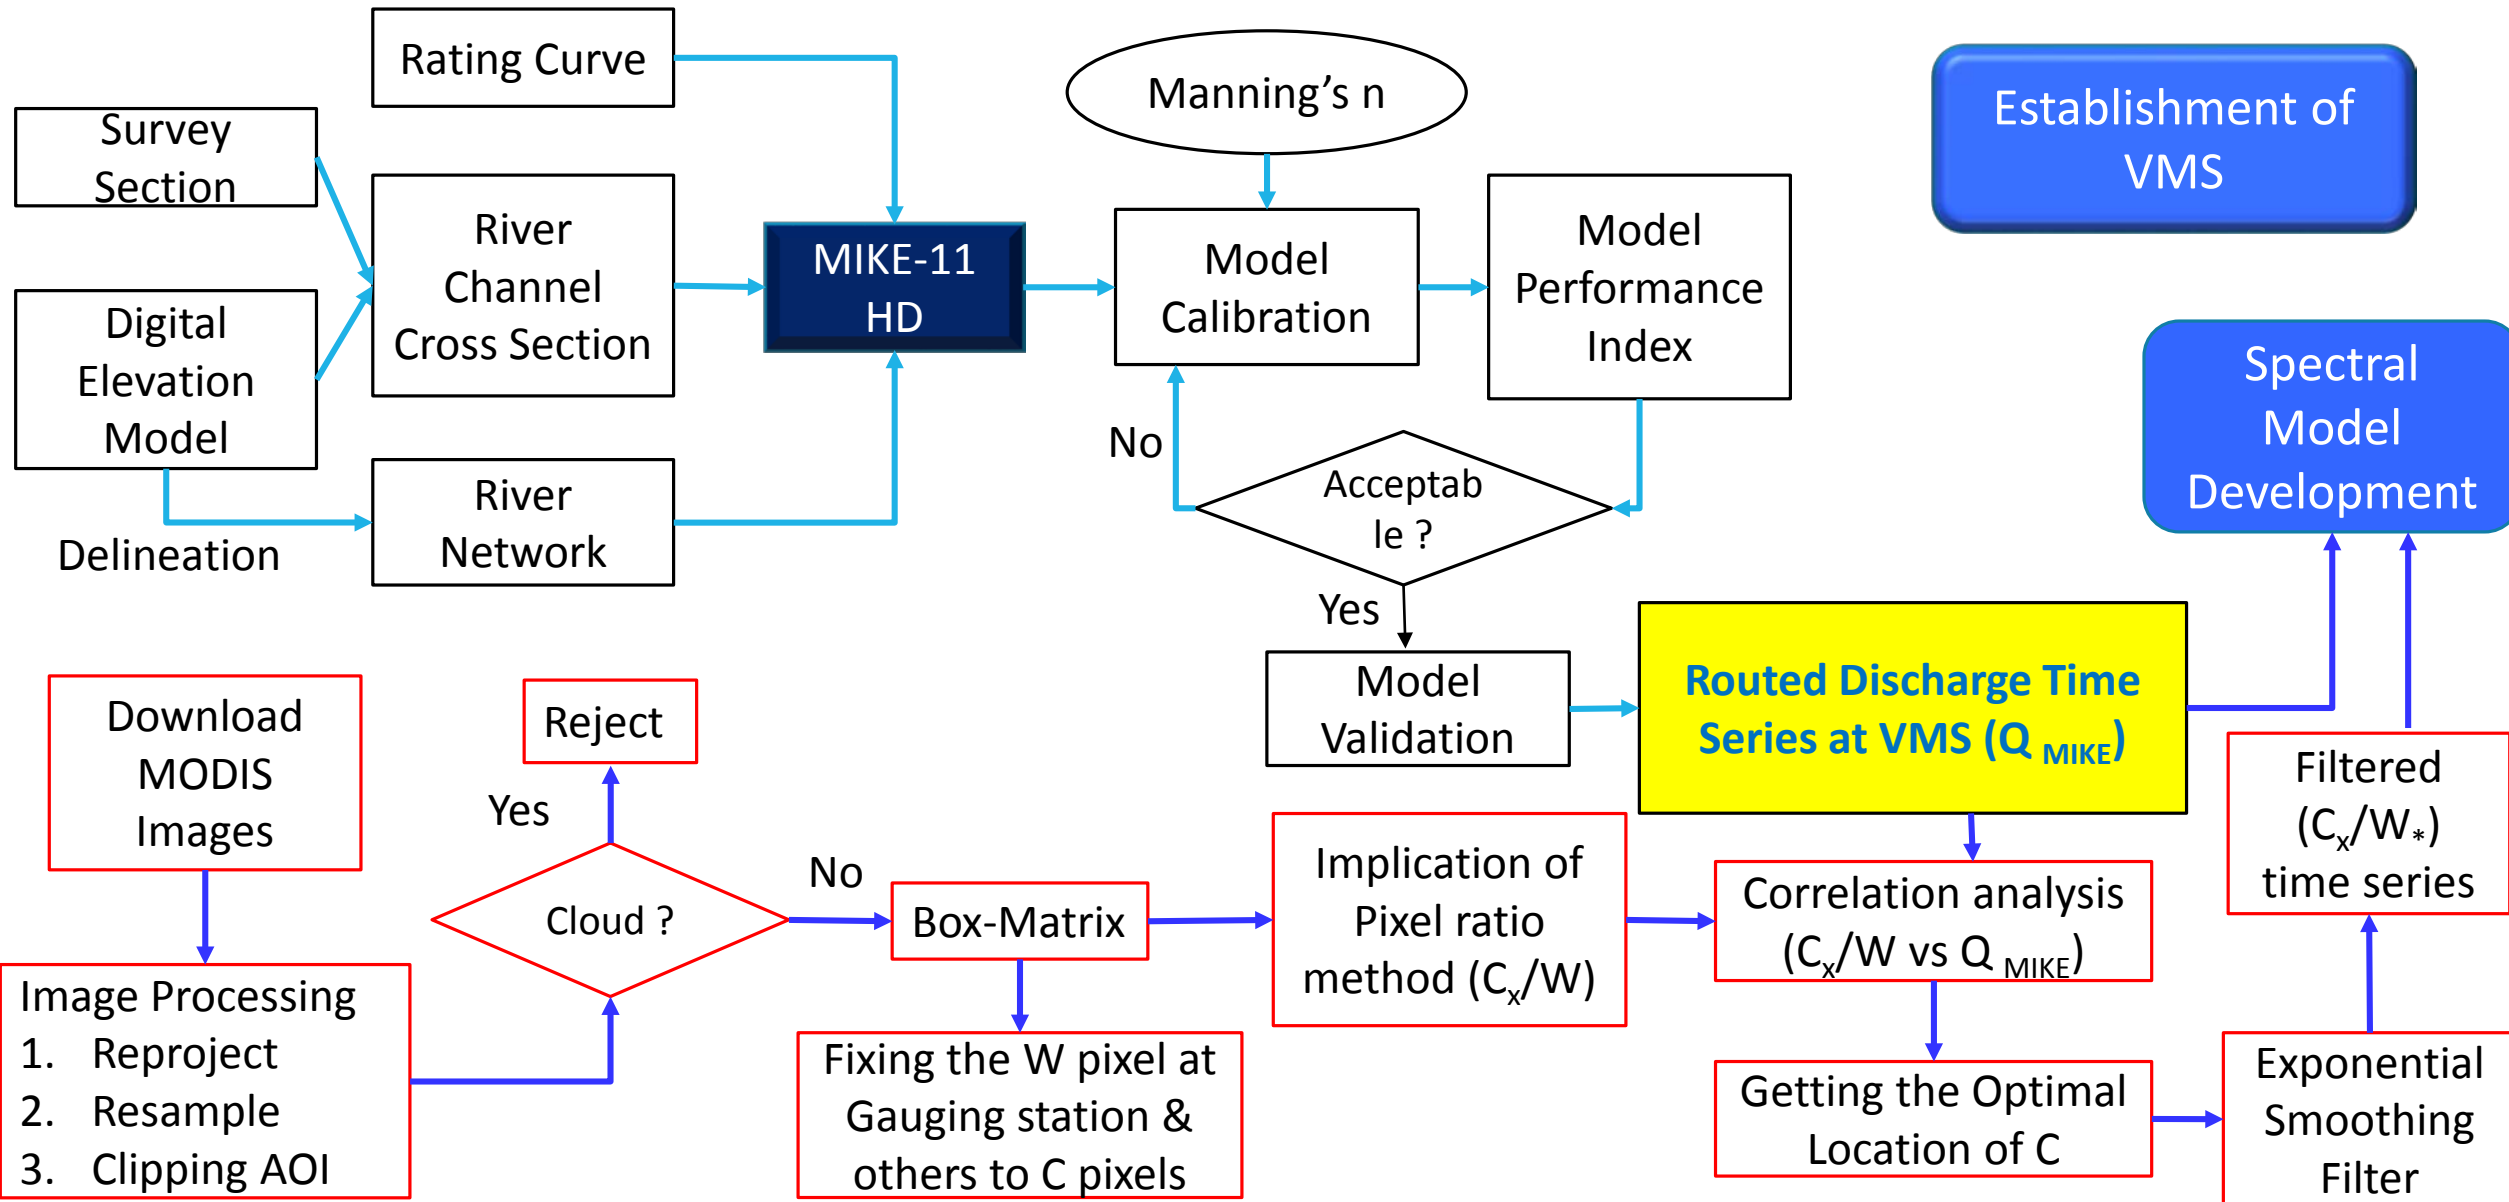 Rating Curve
Survey
Section
Digital
Elevation
Model
Delineation
River
Channel
Cross Section
River
Network
MIKE-11
HD
Manning’s n
Model
Calibration
Model
Performance
Index
No
Acceptab
le ?
Yes
Model
Validation
Establishment of
VMS
Spectral
Model
Development
Routed Discharge Time
Series at VMS (Q MIKE)
Download
MODIS
Images
Image Processing
1. Reproject
2. Resample
3. Clipping AOI
Reject
Yes
Cloud ?
No
Box-Matrix
Fixing the W pixel at
Gauging station &
others to C pixels
Implication of
Pixel ratio
method (Cx/W)
Correlation analysis
(Cx/W vs Q MIKE)
Getting the Optimal
Location of C
Exponential
Smoothing
Filter
Filtered
(Cx/W*)
time series